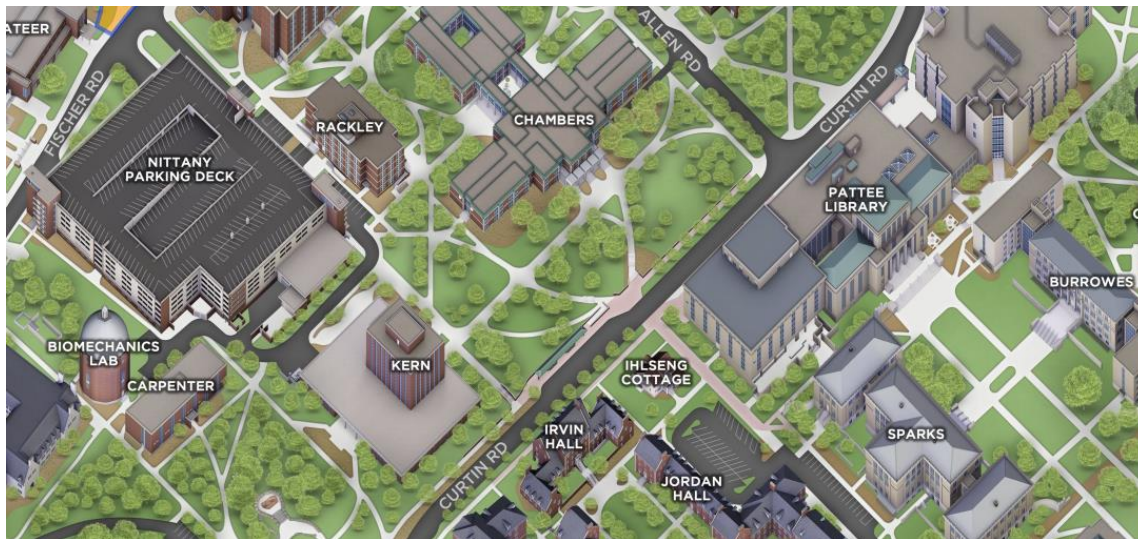 ATEER
FISCHER RD
ALLEN RD
CURTIN RD
RACKLEY
CHAMBERS
NITTANY
PARKING DECK
PATTEE
LIBRARY
BURROWES
BIOMECHANICS
LAB
CARPENTER
KERN
IHLSENG
COTTAGE
IRVIN
HALL
SPARKS
CURTIN RD
JORDAN
HALL